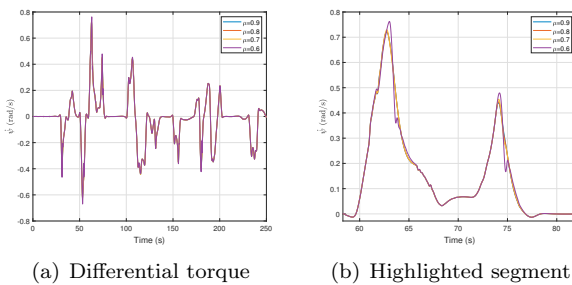 0.8
0.6
0.4
0.2
0
-0.2
-0.4
-0.6
-0.8
ψ̇ (rad/s)
0 50 100 150 200 250
Time (s)
ρ=0.9
ρ=0.8
ρ=0.7
ρ=0.6
(a) Differential torque
0.8
0.7
0.6
0.5
0.4
0.3
0.2
0.1
0
ψ̇ (rad/s)
60 65 70 75 80
Time (s)
ρ=0.9
ρ=0.8
ρ=0.7
ρ=0.6
(b) Highlighted segment